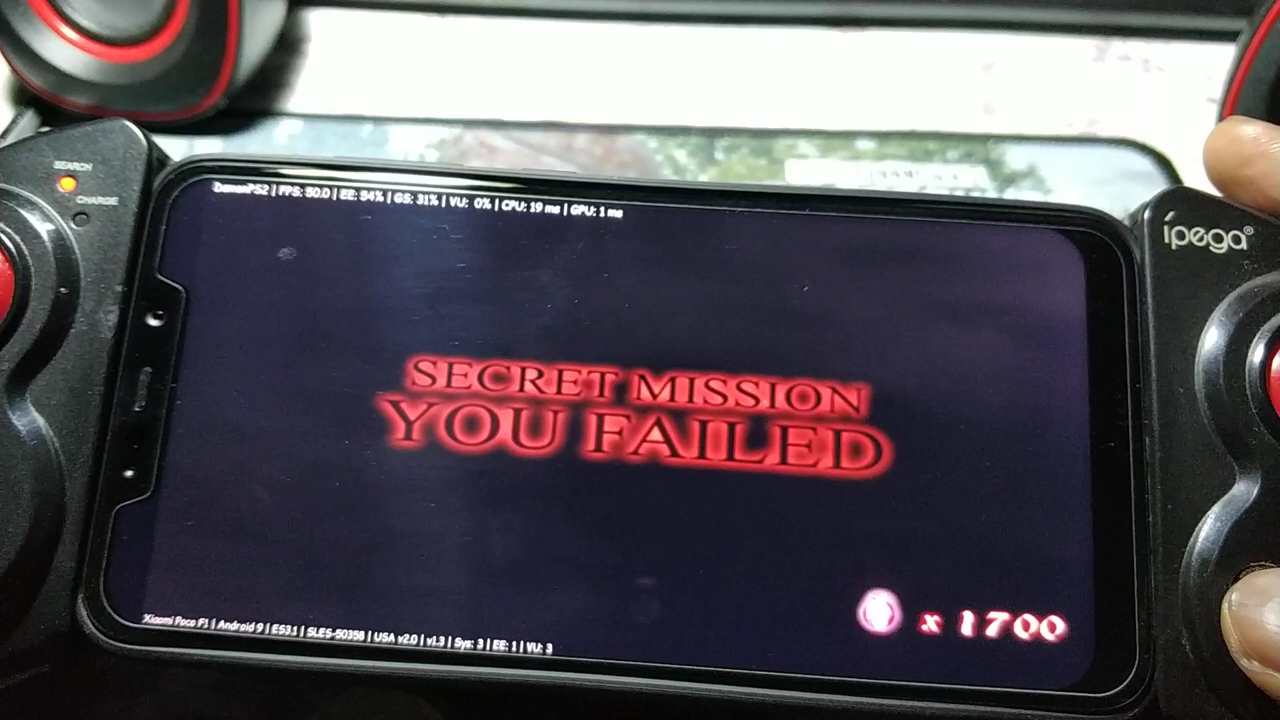 SEARCH
CHARGE
DamonPS2 | FPS: 50.0 | EE: 54% | GS: 31% | VU: 0% | CPU: 19 ms | GPU: 1 ms
ípega®
SECRET MISSION
YOU FAILED
x 1700
Xiaomi Poco F1 | Android 9 | ES3.1 | SLES-50358 | USA v2.0 | v1.3 | Sys: 3 | EE: 1 | VU: 3